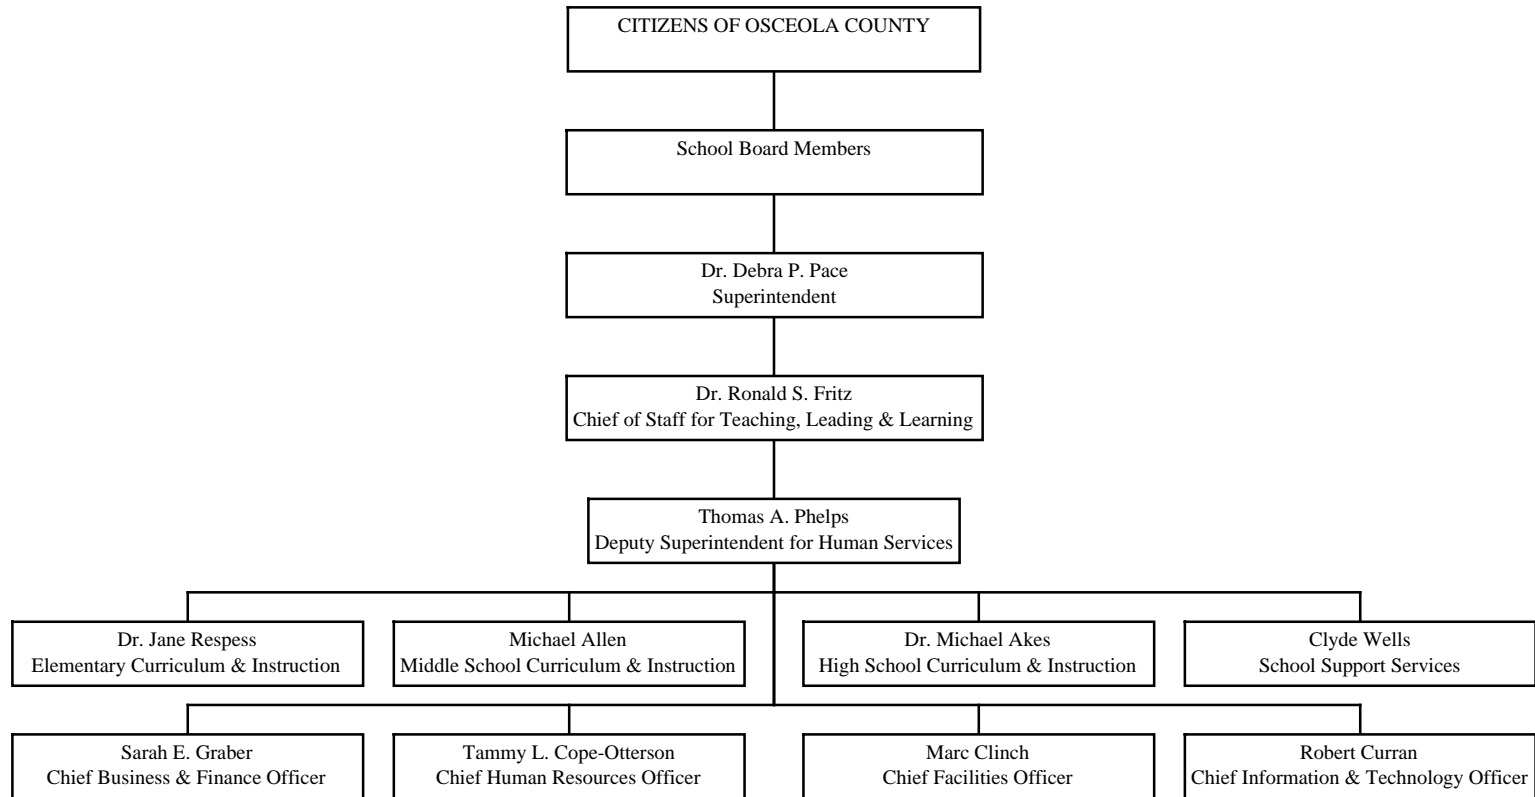 CITIZENS OF OSCEOLA COUNTY
School Board Members
Dr. Debra P. Pace
Superintendent
Dr. Ronald S. Fritz
Chief of Staff for Teaching, Leading & Learning
Thomas A. Phelps
Deputy Superintendent for Human Services
Dr. Jane Respess
Elementary Curriculum & Instruction
Michael Allen
Middle School Curriculum & Instruction
Dr. Michael Akes
High School Curriculum & Instruction
Clyde Wells
School Support Services
Sarah E. Graber
Chief Business & Finance Officer
Tammy L. Cope-Otterson
Chief Human Resources Officer
Marc Clinch
Chief Facilities Officer
Robert Curran
Chief Information & Technology Officer